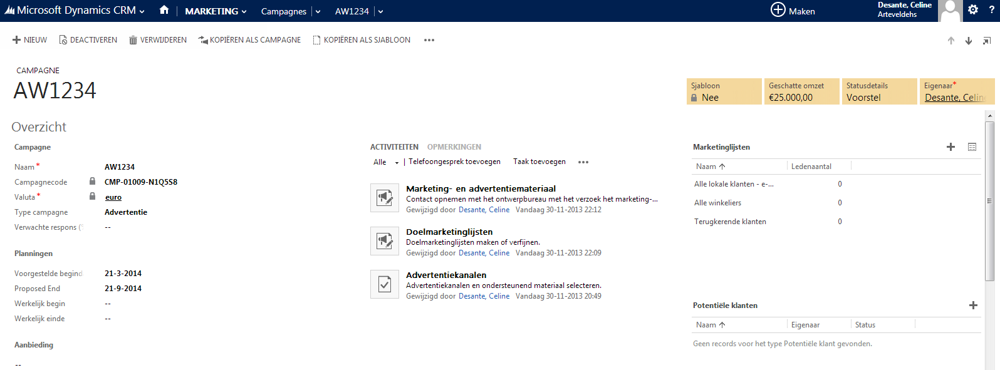 Microsoft Dynamics CRM MARKETING Campagnes AW1234 Maken Desante, Celine ?
Arteveldehs
NIEUW DEACTIVEREN VERWIJDEREN KOPIËREN ALS CAMPAGNE KOPIËREN ALS SJABLOON •••
CAMPAGNE
AW1234
Sjabloon Geschatte omzet Statusdetails Eigenaar*
Nee €25.000,00 Voorstel Desante, Celin
Overzicht
Campagne
Naam* AW1234
Campagnecode CMP-01009-N1Q5S8
Valuta* euro
Type campagne Advertentie
Verwachte respons (% --
Planningen
Voorgestelde begind 21-3-2014
Proposed End 21-9-2014
Werkelijk begin --
Werkelijk einde --
Aanbieding
--
ACTIVITEITEN OPMERKINGEN
Alle | Telefoongesprek toevoegen Taak toevoegen •••
Marketing- en advertentiemateriaal
Contact opnemen met het ontwerpbureau met het verzoek het marketing-...
Gewijzigd door Desante, Celine Vandaag 30-11-2013 22:12
Doelmarketinglijsten
Doelmarketinglijsten maken of verfijnen.
Gewijzigd door Desante, Celine Vandaag 30-11-2013 22:09
Advertentiekanalen
Advertentiekanalen en ondersteunend materiaal selecteren.
Gewijzigd door Desante, Celine Vandaag 30-11-2013 20:49
Marketinglijsten
Naam Ledenaantal
Alle lokale klanten - e-... 0
Alle winkeliers 0
Terugkerende klanten 0
Potentiële klanten
Naam Eigenaar Status
Geen records voor het type Potentiële klant gevonden.